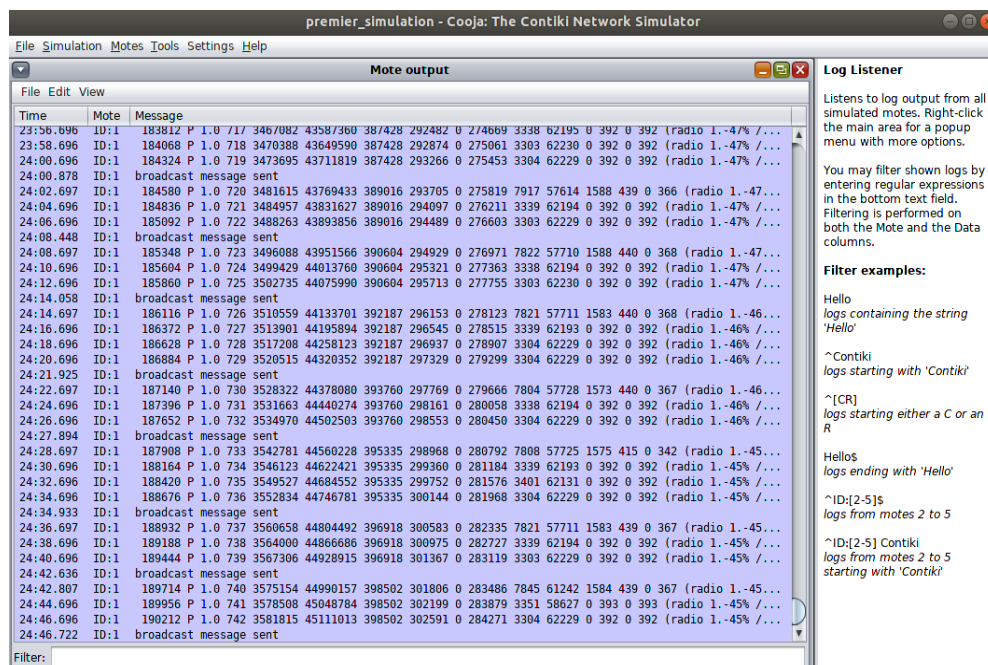 premier_simulation - Cooja: The Contiki Network Simulator
File Simulation Motes Tools Settings Help
Mote output
File Edit View
Time Mote Message
23:56.696 ID:1 183812 P 1.0 717 3467082 43587360 387428 292482 0 274669 3338 62195 0 392 0 392 (radio 1.-47% /...
23:58.696 ID:1 184068 P 1.0 718 3470388 43649590 387428 292874 0 275061 3303 62230 0 392 0 392 (radio 1.-47% /...
24:00.696 ID:1 184324 P 1.0 719 3473695 43711819 387428 293266 0 275453 3304 62229 0 392 0 392 (radio 1.-47% /...
24:00.878 ID:1 broadcast message sent
24:02.697 ID:1 184580 P 1.0 720 3481615 43769433 389016 293705 0 275819 7917 57614 1588 439 0 366 (radio 1.-47...
24:04.696 ID:1 184836 P 1.0 721 3484957 43831627 389016 294097 0 276211 3339 62194 0 392 0 392 (radio 1.-47% /...
24:06.696 ID:1 185092 P 1.0 722 3488263 43893856 389016 294489 0 276603 3303 62229 0 392 0 392 (radio 1.-47% /...
24:08.448 ID:1 broadcast message sent
24:08.697 ID:1 185348 P 1.0 723 3496088 43951566 390604 294929 0 276971 7822 57710 1588 440 0 368 (radio 1.-47...
24:10.696 ID:1 185604 P 1.0 724 3499429 44013760 390604 295321 0 277363 3338 62194 0 392 0 392 (radio 1.-47% /...
24:12.696 ID:1 185860 P 1.0 725 3502735 44075990 390604 295713 0 277755 3303 62230 0 392 0 392 (radio 1.-47% /...
24:14.058 ID:1 broadcast message sent
24:14.697 ID:1 186116 P 1.0 726 3510559 44133701 392187 296153 0 278123 7821 57711 1583 440 0 368 (radio 1.-46...
24:16.696 ID:1 186372 P 1.0 727 3513901 44195894 392187 296545 0 278515 3339 62193 0 392 0 392 (radio 1.-46% /...
24:18.696 ID:1 186628 P 1.0 728 3517208 44258123 392187 296937 0 278907 3304 62229 0 392 0 392 (radio 1.-46% /...
24:20.696 ID:1 186884 P 1.0 729 3520515 44320352 392187 297329 0 279299 3304 62229 0 392 0 392 (radio 1.-46% /...
24:21.925 ID:1 broadcast message sent
24:22.697 ID:1 187140 P 1.0 730 3528322 44378080 393760 297769 0 279666 7804 57728 1573 440 0 367 (radio 1.-46...
24:24.696 ID:1 187396 P 1.0 731 3531663 44440274 393760 298161 0 280058 3338 62194 0 392 0 392 (radio 1.-46% /...
24:26.696 ID:1 187652 P 1.0 732 3534970 44502503 393760 298553 0 280450 3304 62229 0 392 0 392 (radio 1.-46% /...
24:27.894 ID:1 broadcast message sent
24:28.697 ID:1 187908 P 1.0 733 3542781 44560228 395335 298968 0 280792 7808 57725 1575 415 0 342 (radio 1.-45...
24:30.696 ID:1 188164 P 1.0 734 3546123 44622421 395335 299360 0 281184 3339 62193 0 392 0 392 (radio 1.-45% /...
24:32.696 ID:1 188420 P 1.0 735 3549527 44684552 395335 299752 0 281576 3401 62131 0 392 0 392 (radio 1.-45% /...
24:34.696 ID:1 188676 P 1.0 736 3552834 44746781 395335 300144 0 281968 3304 62229 0 392 0 392 (radio 1.-45% /...
24:34.933 ID:1 broadcast message sent
24:36.697 ID:1 188932 P 1.0 737 3560658 44804492 396918 300583 0 282335 7821 57711 1583 439 0 367 (radio 1.-45...
24:38.696 ID:1 189188 P 1.0 738 3564000 44866686 396918 300975 0 282727 3339 62194 0 392 0 392 (radio 1.-45% /...
24:40.696 ID:1 189444 P 1.0 739 3567306 44928915 396918 301367 0 283119 3303 62229 0 392 0 392 (radio 1.-45% /...
24:42.636 ID:1 broadcast message sent
24:42.807 ID:1 189714 P 1.0 740 3575154 44990157 398502 301806 0 283486 7845 61242 1584 439 0 367 (radio 1.-45...
24:44.696 ID:1 189956 P 1.0 741 3578508 45048784 398502 302199 0 283879 3351 58627 0 393 0 393 (radio 1.-45% /...
24:46.696 ID:1 190212 P 1.0 742 3581815 45111013 398502 302591 0 284271 3304 62229 0 392 0 392 (radio 1.-45% /...
24:46.722 ID:1 broadcast message sent
Filter:
Log Listener
Listens to log output from all
simulated motes. Right-click
the main area for a popup
menu with more options.
You may filter shown logs by
entering regular expressions
in the bottom text field.
Filtering is performed on
both the Mote and the Data
columns.
Filter examples:
Hello
logs containing the string
'Hello'
^Contiki
logs starting with 'Contiki'
^[CR]
logs starting either a C or an
R
Hello$
logs ending with 'Hello'
^ID:[2-5]$
logs from motes 2 to 5
^ID:[2-5] Contiki
logs from motes 2 to 5
starting with 'Contiki'